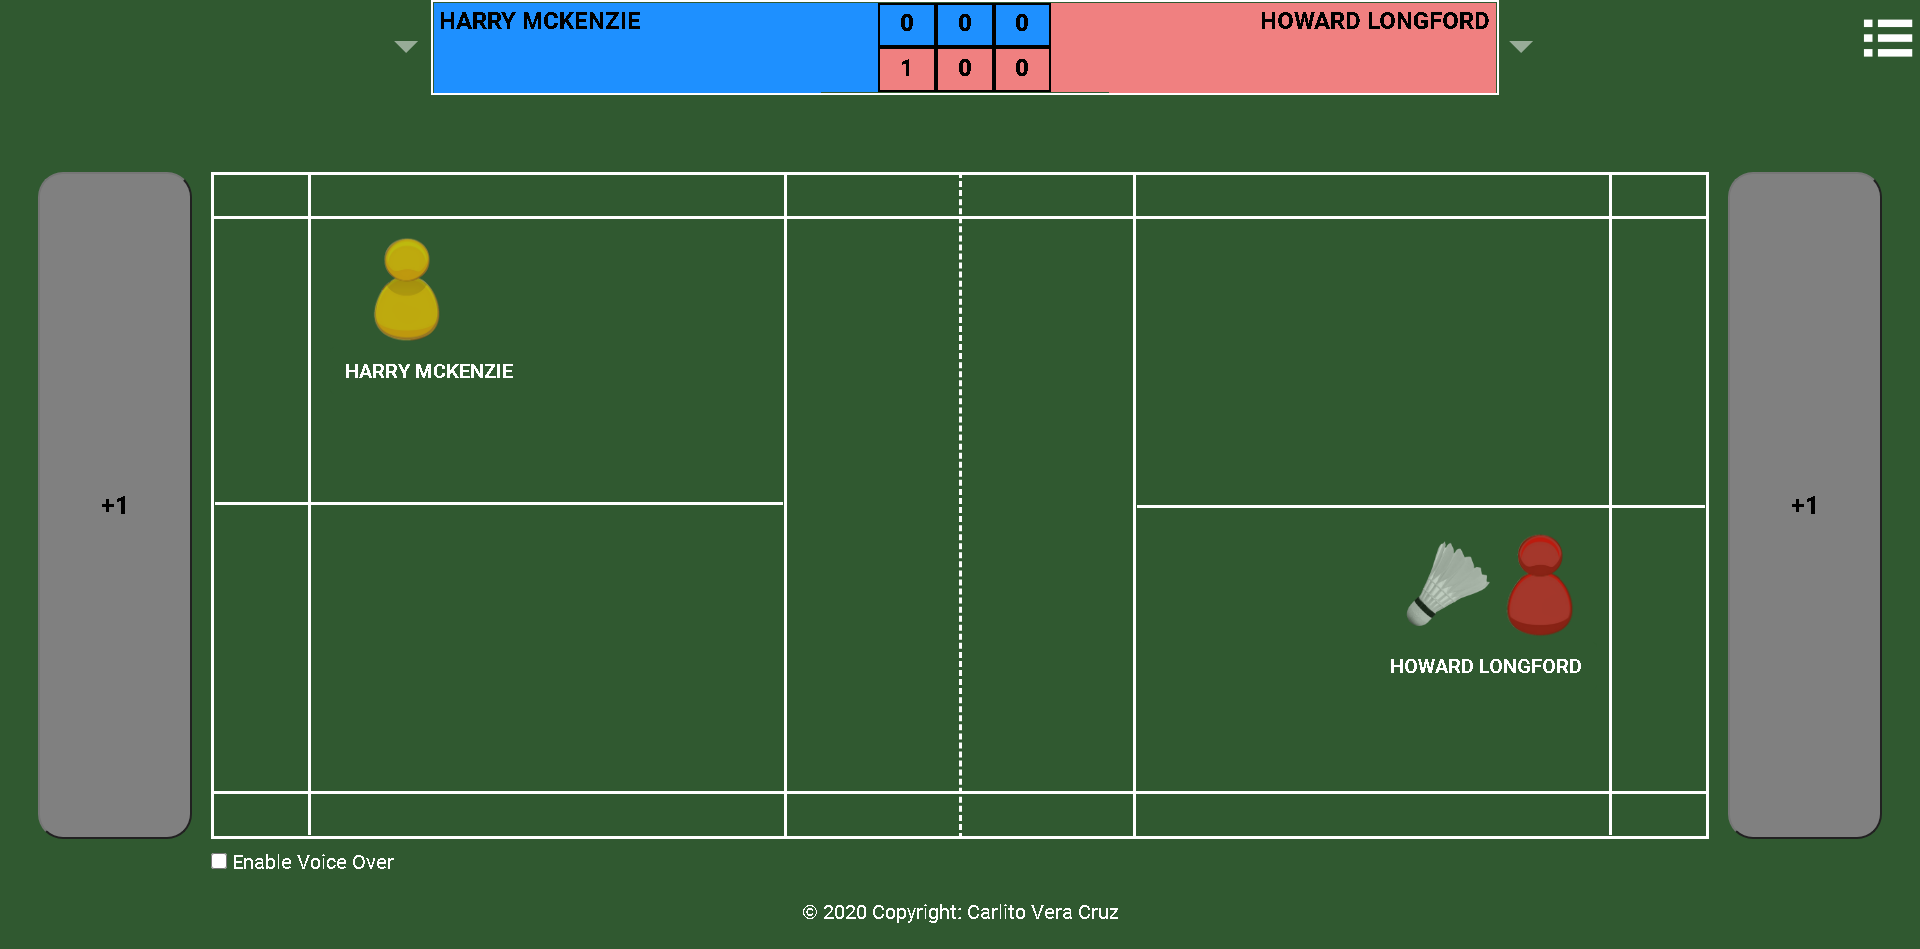 HARRY MCKENZIE
0 0 0
HOWARD LONGFORD
1 0 0
+1
HARRY MCKENZIE
+1
HOWARD LONGFORD
Enable Voice Over
© 2020 Copyright: Carlito Vera Cruz